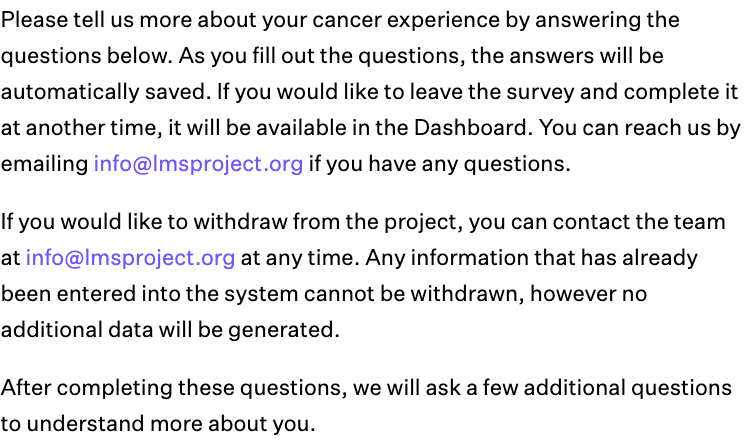 Please tell us more about your cancer experience by answering the
questions below. As you fill out the questions, the answers will be
automatically saved. If you would like to leave the survey and complete it
at another time, it will be available in the Dashboard. You can reach us by
emailing info@lmsproject.org if you have any questions.
If you would like to withdraw from the project, you can contact the team
at info@lmsproject.org at any time. Any information that has already
been entered into the system cannot be withdrawn, however no
additional data will be generated.
After completing these questions, we will ask a few additional questions
to understand more about you.